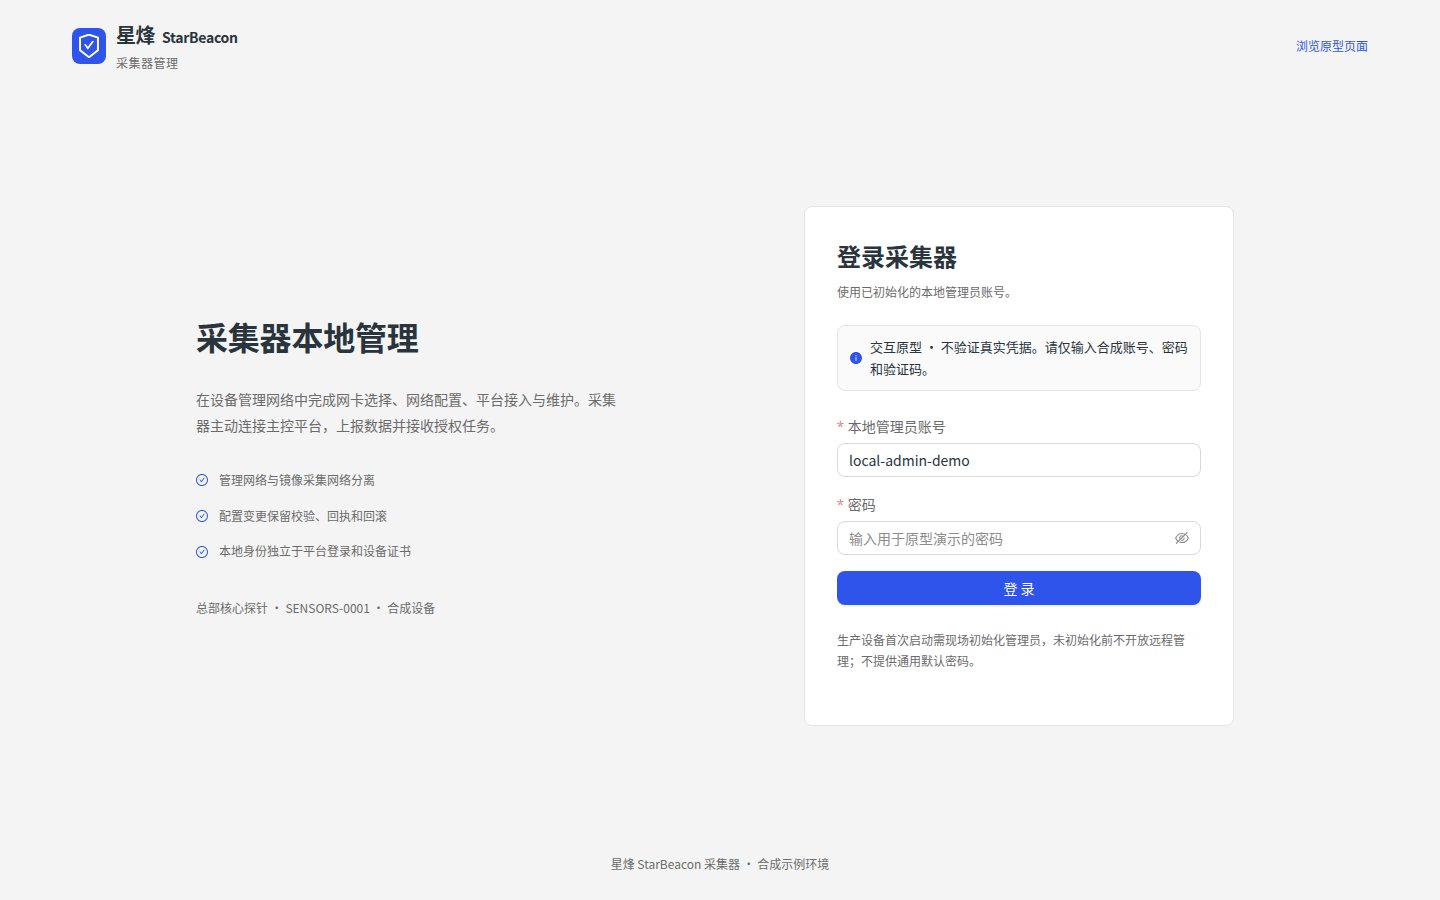 星烽 StarBeacon
采集器管理
浏览原型页面
采集器本地管理
在设备管理网络中完成网卡选择、网络配置、平台接入与维护。采集
器主动连接主控平台，上报数据并接收授权任务。
管理网络与镜像采集网络分离
配置变更保留校验、回执和回滚
本地身份独立于平台登录和设备证书
总部核心探针 · SENSORS-0001 · 合成设备
登录采集器
使用已初始化的本地管理员账号。
交互原型 · 不验证真实凭据。请仅输入合成账号、密码
和验证码。
* 本地管理员账号
local-admin-demo
* 密码
输入用于原型演示的密码
登 录
生产设备首次启动需现场初始化管理员，未初始化前不开放远程管
理；不提供通用默认密码。
星烽 StarBeacon 采集器 · 合成示例环境